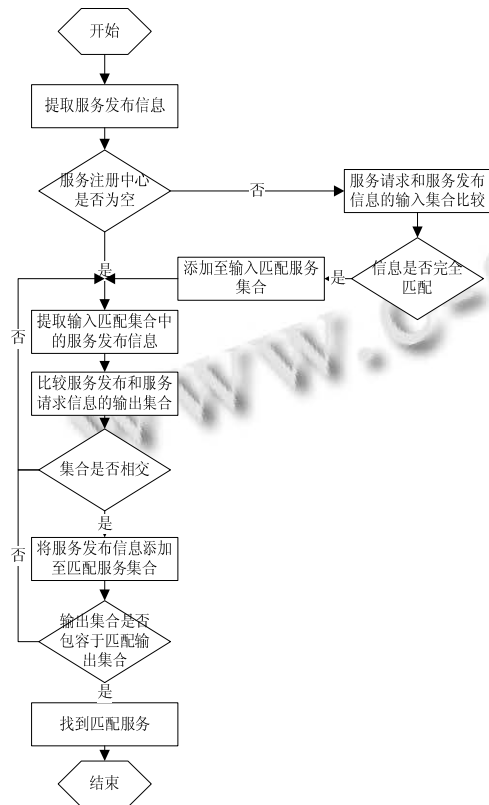 开始
提取服务发布信息
服务注册中心
是否为空
否
服务请求和服务发布
信息的输入集合比较
信息是否完全
匹配
是
添加至输入匹配服务
集合
是
否
提取输入匹配集合中
的服务发布信息
比较服务发布和服务
请求信息的输出集合
集合是否相交
是
否
将服务发布信息添加
至匹配服务集合
输出集合是否
包容于匹配输
出集合
是
找到匹配服务
结束
www.c-